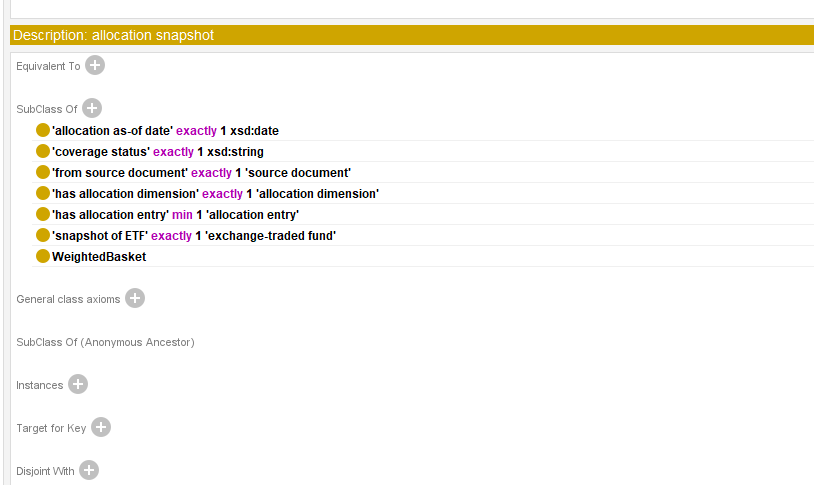 Description: allocation snapshot
Equivalent To
SubClass Of
'allocation as-of date' exactly 1 xsd:date
'coverage status' exactly 1 xsd:string
'from source document' exactly 1 'source document'
'has allocation dimension' exactly 1 'allocation dimension'
'has allocation entry' min 1 'allocation entry'
'snapshot of ETF' exactly 1 'exchange-traded fund'
WeightedBasket
General class axioms
SubClass Of (Anonymous Ancestor)
Instances
Target for Key
Disjoint With